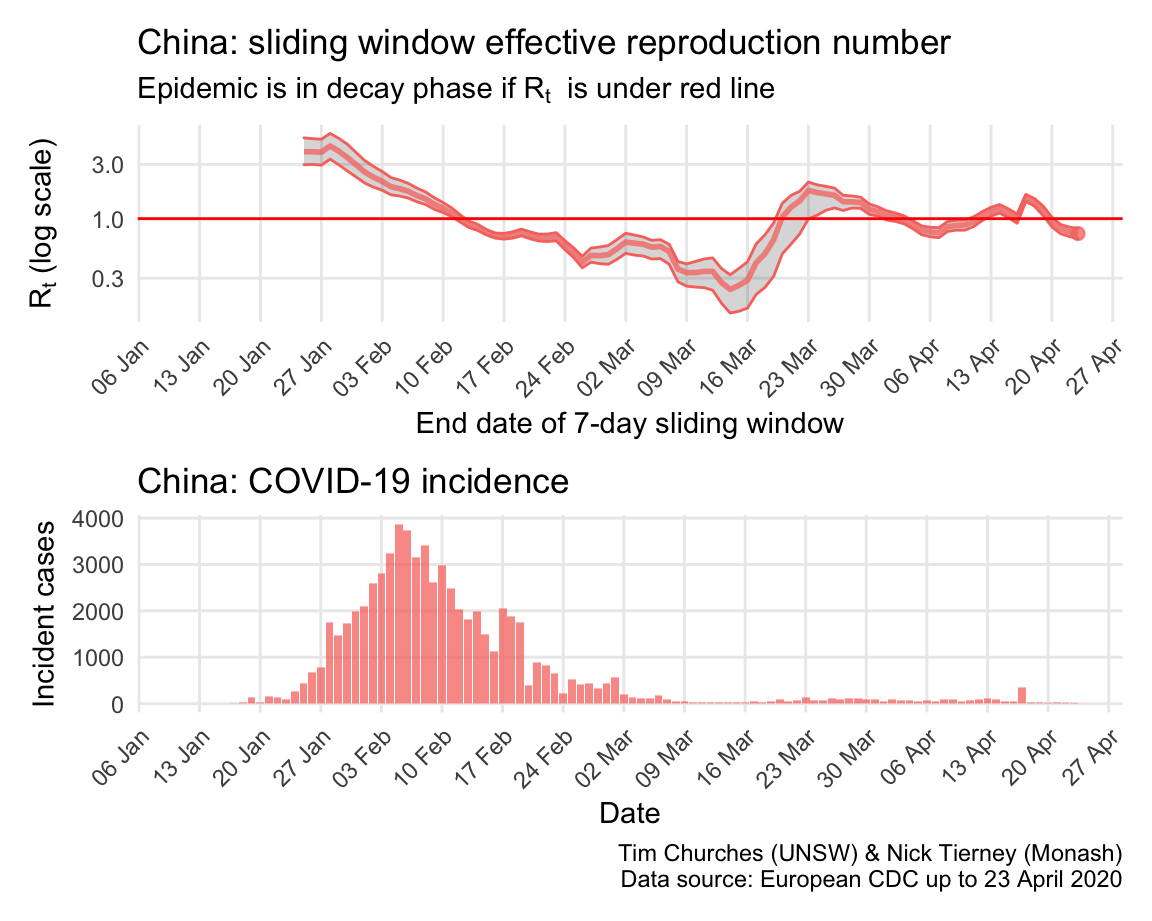 China: sliding window effective reproduction number
Epidemic is in decay phase if Rt is under red line
Rt (log scale)
3.0
1.0
0.3
06 Jan
13 Jan
20 Jan
27 Jan
03 Feb
10 Feb
17 Feb
24 Feb
02 Mar
09 Mar
16 Mar
23 Mar
30 Mar
06 Apr
13 Apr
20 Apr
27 Apr
End date of 7-day sliding window
China: COVID-19 incidence
Incident cases
4000
3000
2000
1000
0
06 Jan
13 Jan
20 Jan
27 Jan
03 Feb
10 Feb
17 Feb
24 Feb
02 Mar
09 Mar
16 Mar
23 Mar
30 Mar
06 Apr
13 Apr
20 Apr
27 Apr
Date
Tim Churches (UNSW) & Nick Tierney (Monash)
Data source: European CDC up to 23 April 2020